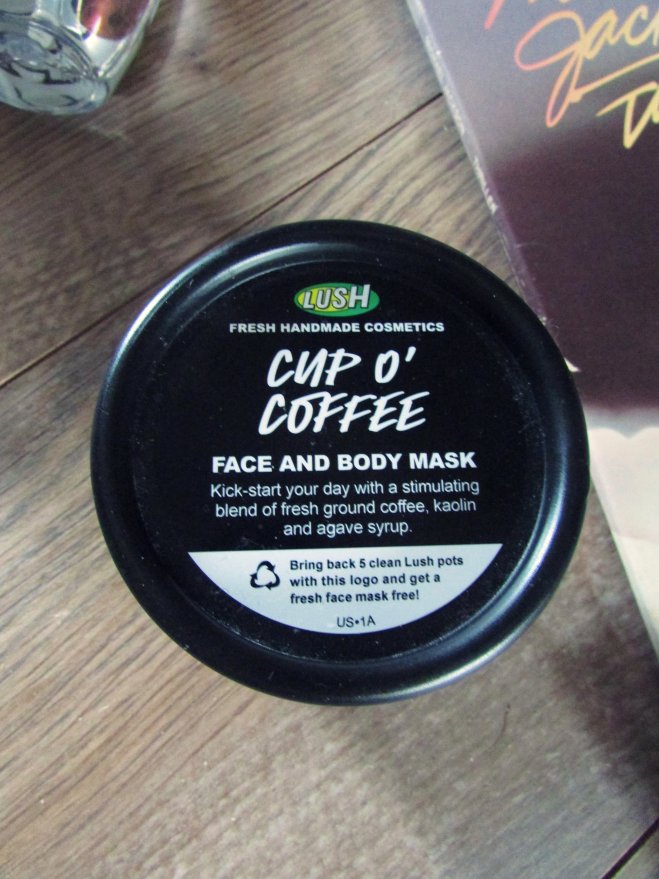 LUSH
FRESH HANDMADE COSMETICS
CUP O'
COFFEE
FACE AND BODY MASK
Kick-start your day with a stimulating
blend of fresh ground coffee, kaolin
and agave syrup.
Bring back 5 clean Lush pots
with this logo and get a
fresh face mask free!
US•1A